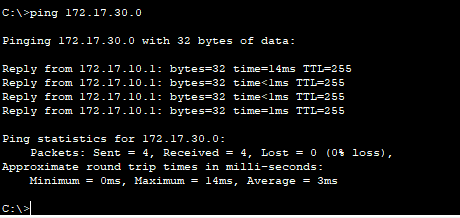 C:\>ping 172.17.30.0
Pinging 172.17.30.0 with 32 bytes of data:
Reply from 172.17.10.1: bytes=32 time=14ms TTL=255
Reply from 172.17.10.1: bytes=32 time<1ms TTL=255
Reply from 172.17.10.1: bytes=32 time<1ms TTL=255
Reply from 172.17.10.1: bytes=32 time=1ms TTL=255
Ping statistics for 172.17.30.0:
Packets: Sent = 4, Received = 4, Lost = 0 (0% loss),
Approximate round trip times in milli-seconds:
Minimum = 0ms, Maximum = 14ms, Average = 3ms
C:\>